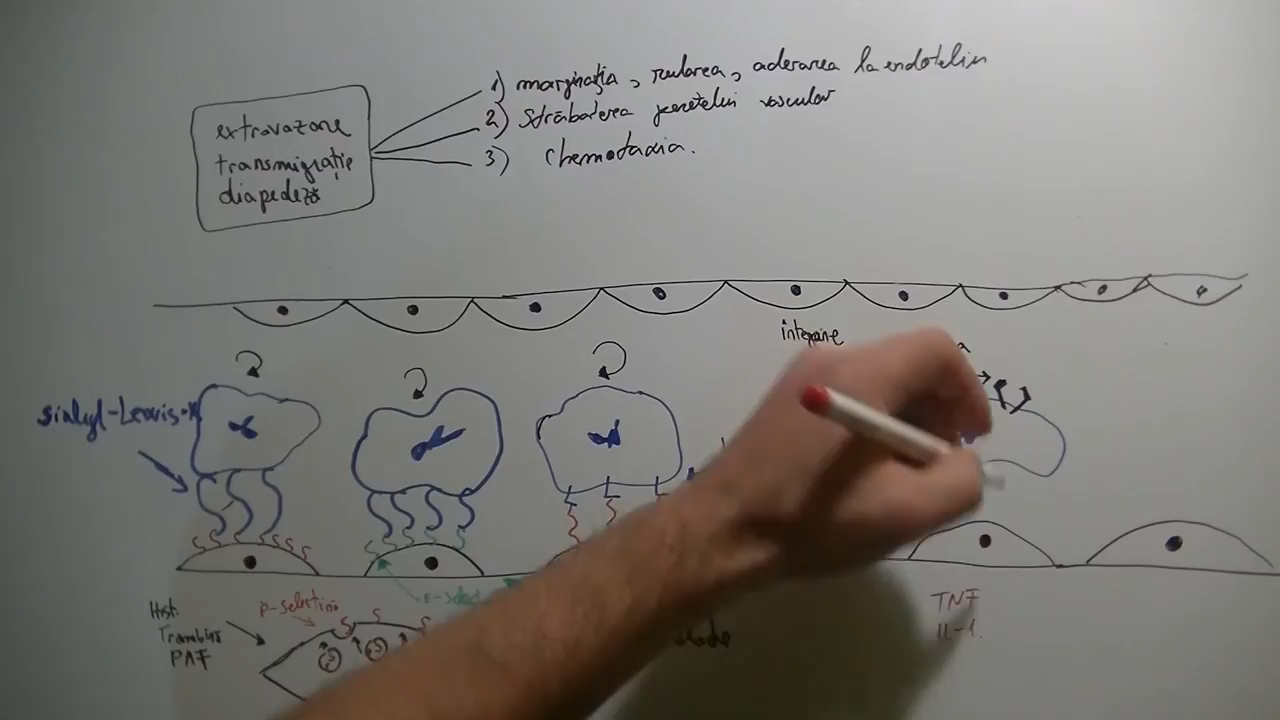 extravazare
transmigrație
diapedeză
1) marginația, rularea, aderarea la endoteliu
2) străbaterea peretelui vascular
3) Chemotaxia.
integrine
sialyl-Lewis-X
Hist.
Trombină
PAF
P-selectină
E-select
TNF
IL-1.